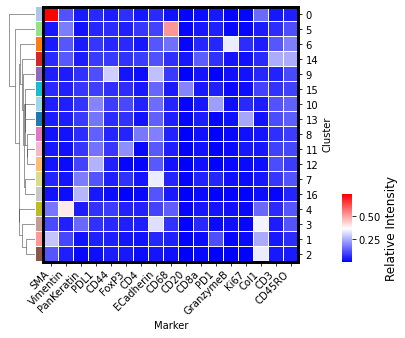 0
5
6
14
9
15
10
13
8
11
12
7
16
4
3
1
2
Cluster
SMA
Vimentin
PanKeratin
PDL1
CD44
FoxP3
CD4
ECadherin
CD68
CD20
CD8a
PD1
GranzymeB
Ki67
Col1
CD3
CD45RO
Marker
0.50
0.25
Relative Intensity